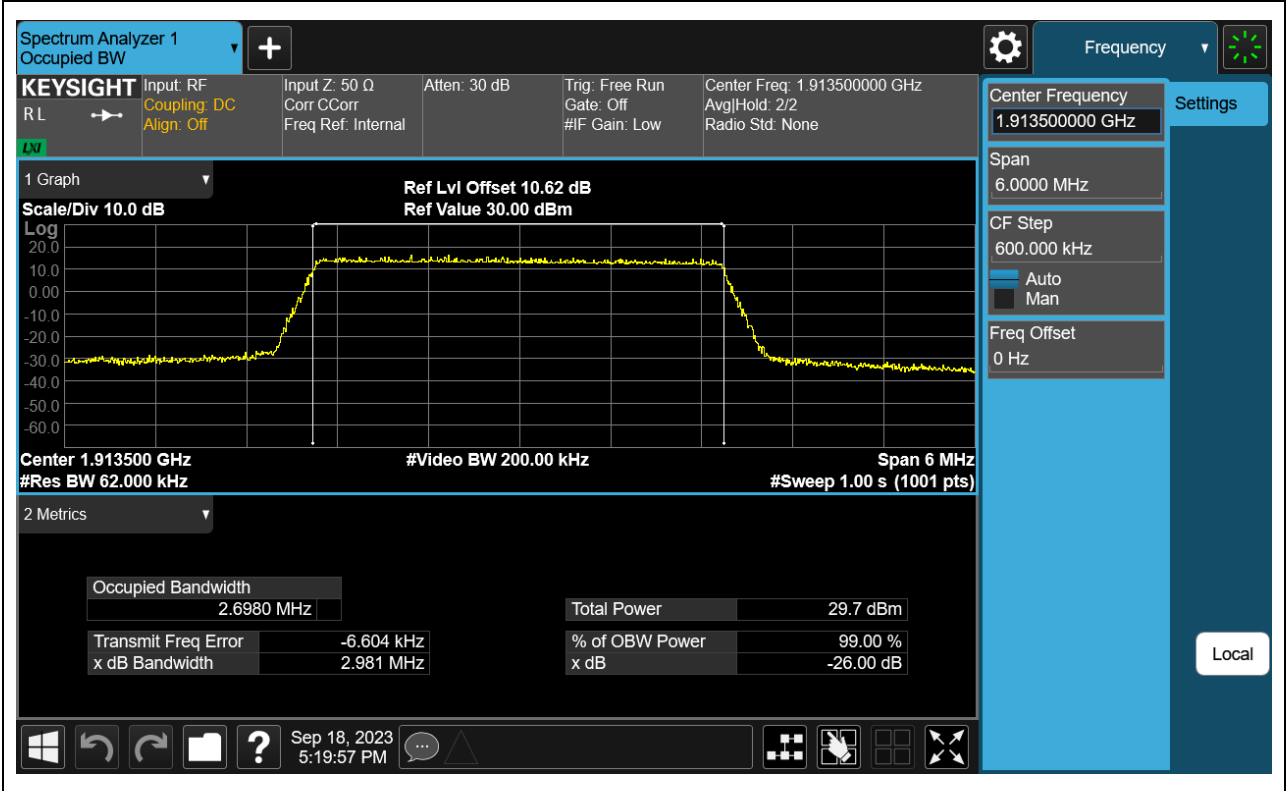 Spectrum Analyzer 1
Occupied BW
Frequency
KEYSIGHT
R L
LXI
Input: RF
Coupling: DC
Align: Off
Input Z: 50 Ω
Corr CCorr
Freq Ref: Internal
Atten: 30 dB
Trig: Free Run
Gate: Off
#IF Gain: Low
Center Freq: 1.913500000 GHz
Avg|Hold: 2/2
Radio Std: None
Center Frequency
1.913500000 GHz
Settings
Span
6.0000 MHz
CF Step
600.000 kHz
Auto
Man
Freq Offset
0 Hz
Local
1 Graph
Ref Lvl Offset 10.62 dB
Scale/Div 10.0 dB
Ref Value 30.00 dBm
Log
20.0
10.0
0.00
-10.0
-20.0
-30.0
-40.0
-50.0
-60.0
Center 1.913500 GHz
#Video BW 200.00 kHz
Span 6 MHz
#Res BW 62.000 kHz
#Sweep 1.00 s (1001 pts)
2 Metrics
Occupied Bandwidth
2.6980 MHz
Total Power 29.7 dBm
Transmit Freq Error -6.604 kHz
% of OBW Power 99.00 %
x dB Bandwidth 2.981 MHz
x dB -26.00 dB
?
Sep 18, 2023
5:19:57 PM